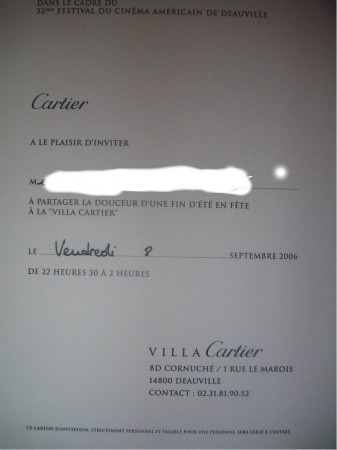 DANS LE CADRE DU
32ème FESTIVAL DU CINÉMA AMÉRICAIN DE DEAUVILLE
Cartier
A LE PLAISIR D'INVITER
À PARTAGER LA DOUCEUR D'UNE FIN D'ÉTÉ EN FÊTE
À LA "VILLA CARTIER"
LE Vendredi 8 SEPTEMBRE 2006
DE 22 HEURES 30 À 2 HEURES
VILLA Cartier
BD CORNUCHÉ / 1 RUE LE MAROIS
14800 DEAUVILLE
CONTACT : 02.31.81.90.52
CE CARTON D'INVITATION, STRICTEMENT PERSONNEL ET VALABLE POUR UNE PERSONNE, SERA EXIGÉ À L'ENTRÉE